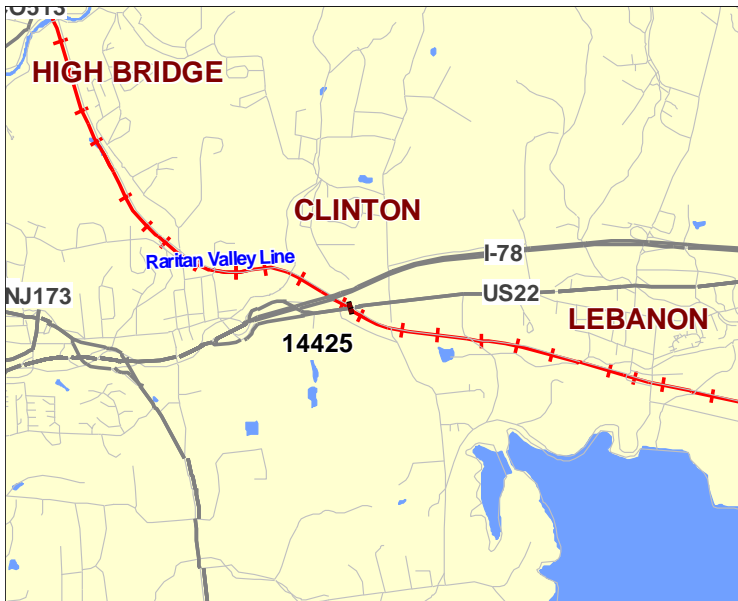 HIGH BRIDGE
CLINTON
Raritan Valley Line
I-78
NJ173
US22
LEBANON
14425